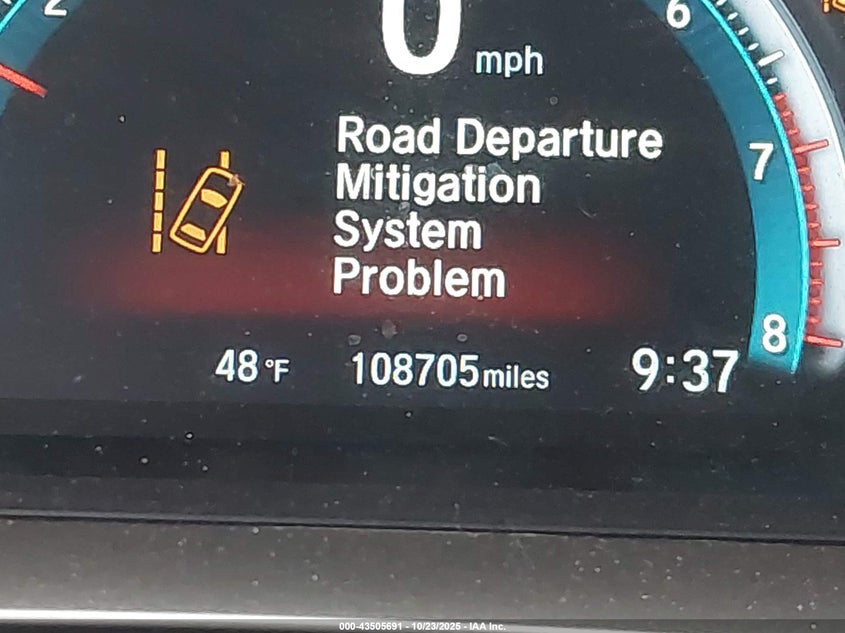 2
6
0 mph
Road Departure
Mitigation
System
Problem
7
8
48 °F 108705 miles 9:37
000-43505691 - 10/23/2025 - IAA Inc.